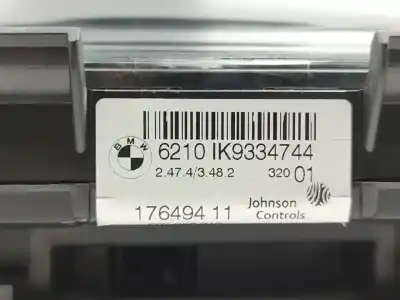 BMW
6210 IK9334744
2.47.4/3.48.2 320 01
176494 11 Johnson Controls